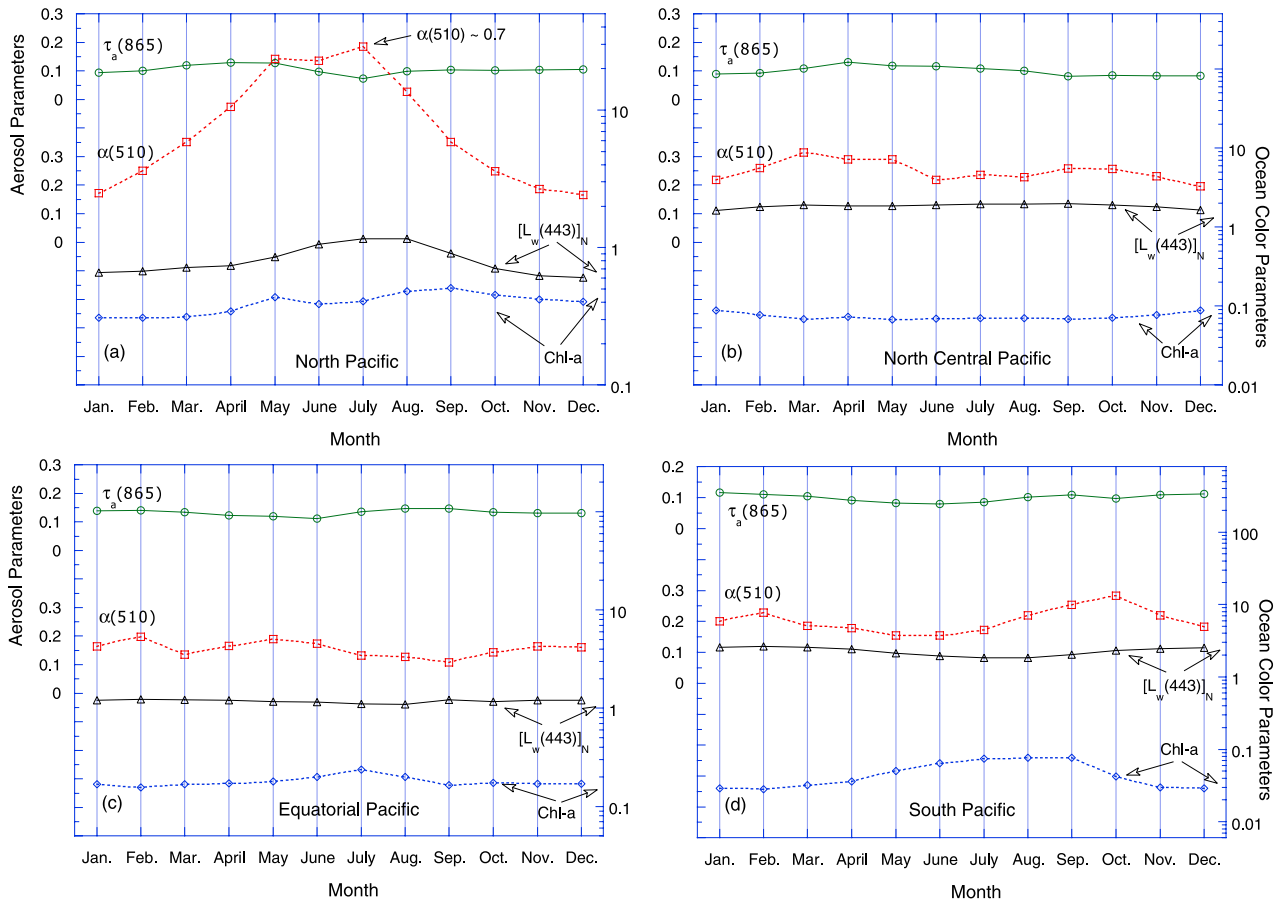 Aerosol Parameters
0.3
0.2
0.1
0
0.3
0.2
0.1
0
τa(865)
α(510) ~ 0.7
α(510)
[Lw(443)]N
Chl-a
(a)
North Pacific
10
1
0.1
Jan. Feb. Mar. April May June July Aug. Sep. Oct. Nov. Dec.
Month
0.3
0.2
0.1
0
0.3
0.2
0.1
0
τa(865)
α(510)
[Lw(443)]N
Chl-a
(b)
North Central Pacific
100
10
1
0.1
0.01
Ocean Color Parameters
Jan. Feb. Mar. April May June July Aug. Sep. Oct. Nov. Dec.
Month
Aerosol Parameters
0.3
0.2
0.1
0
0.3
0.2
0.1
0
τa(865)
α(510)
[Lw(443)]N
Chl-a
(c)
Equatorial Pacific
10
1
0.1
Jan. Feb. Mar. April May June July Aug. Sep. Oct. Nov. Dec.
Month
0.2
0.1
0
0.3
0.2
0.1
0
τa(865)
α(510)
[Lw(443)]N
Chl-a
(d)
South Pacific
100
10
1
0.1
0.01
Ocean Color Parameters
Jan. Feb. Mar. April May June July Aug. Sep. Oct. Nov. Dec.
Month